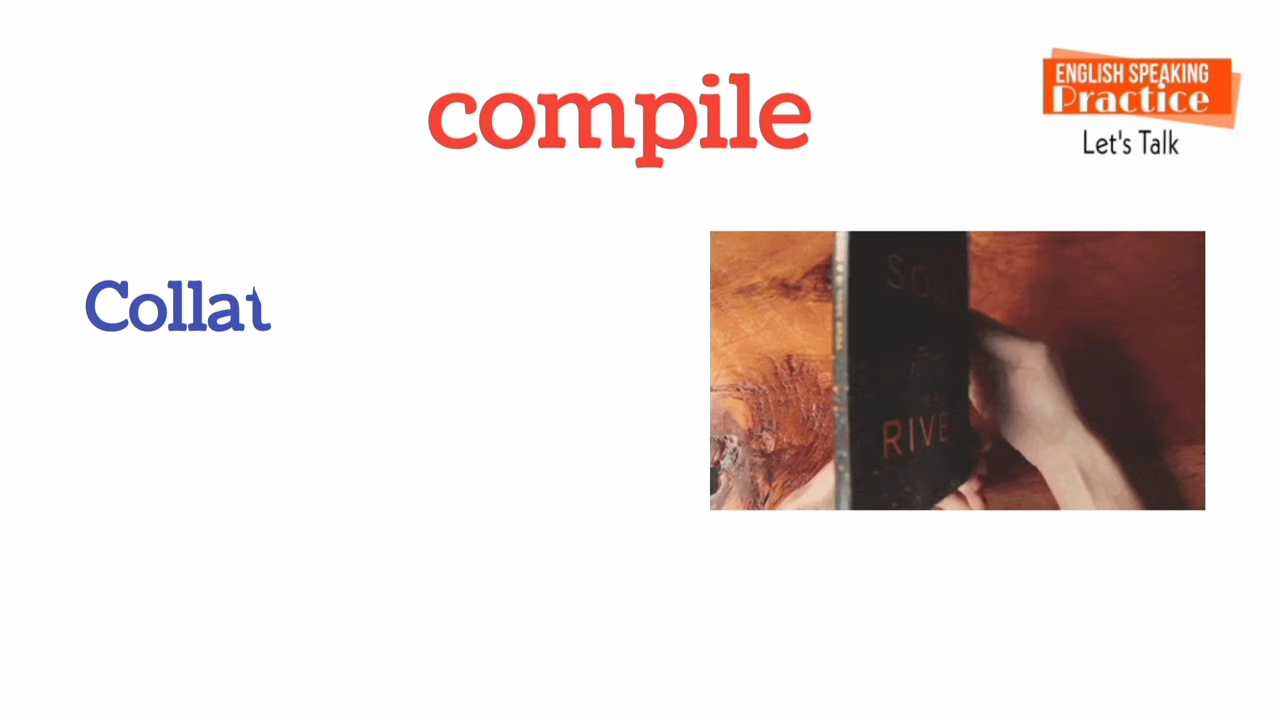 compile
ENGLISH SPEAKING
Practice
Let's Talk
Collat
RIVE